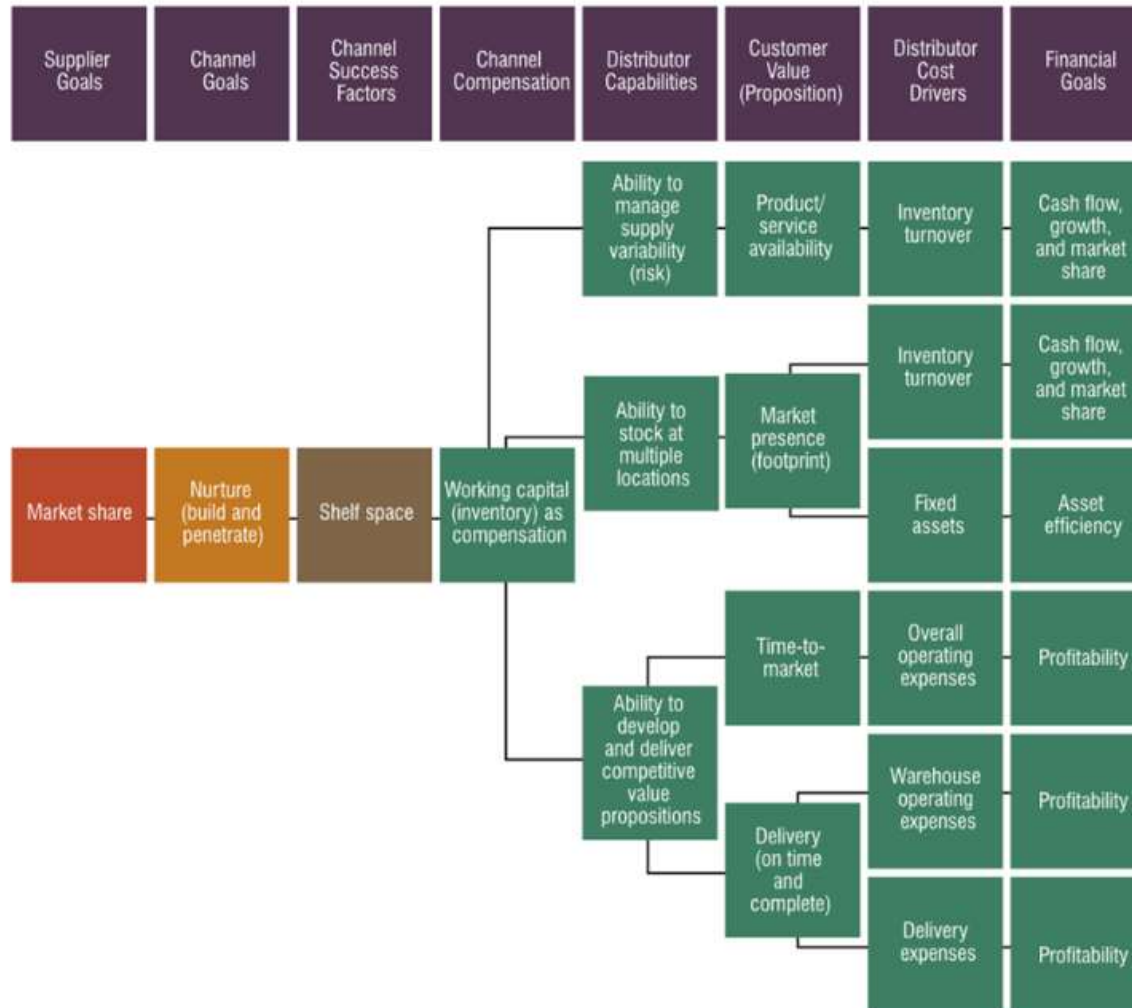 Supplier
Goals
Channel
Goals
Channel
Success
Factors
Channel
Compensation
Distributor
Capabilities
Customer
Value
(Proposition)
Distributor
Cost
Drivers
Financial
Goals
Ability to
manage
supply
variability
(risk)
Product/
service
availability
Inventory
turnover
Cash flow,
growth,
and market
share
Inventory
turnover
Cash flow,
growth,
and market
share
Ability to
stock at
multiple
locations
Market
presence
(footprint)
Market share
Nurture
(build and
penetrate)
Shelf space
Working capital
(inventory) as
compensation
Fixed
assets
Asset
efficiency
Time-to-
market
Overall
operating
expenses
Profitability
Ability to
develop
and deliver
competitive
value
propositions
Warehouse
operating
expenses
Profitability
Delivery
(on time
and
complete)
Delivery
expenses
Profitability